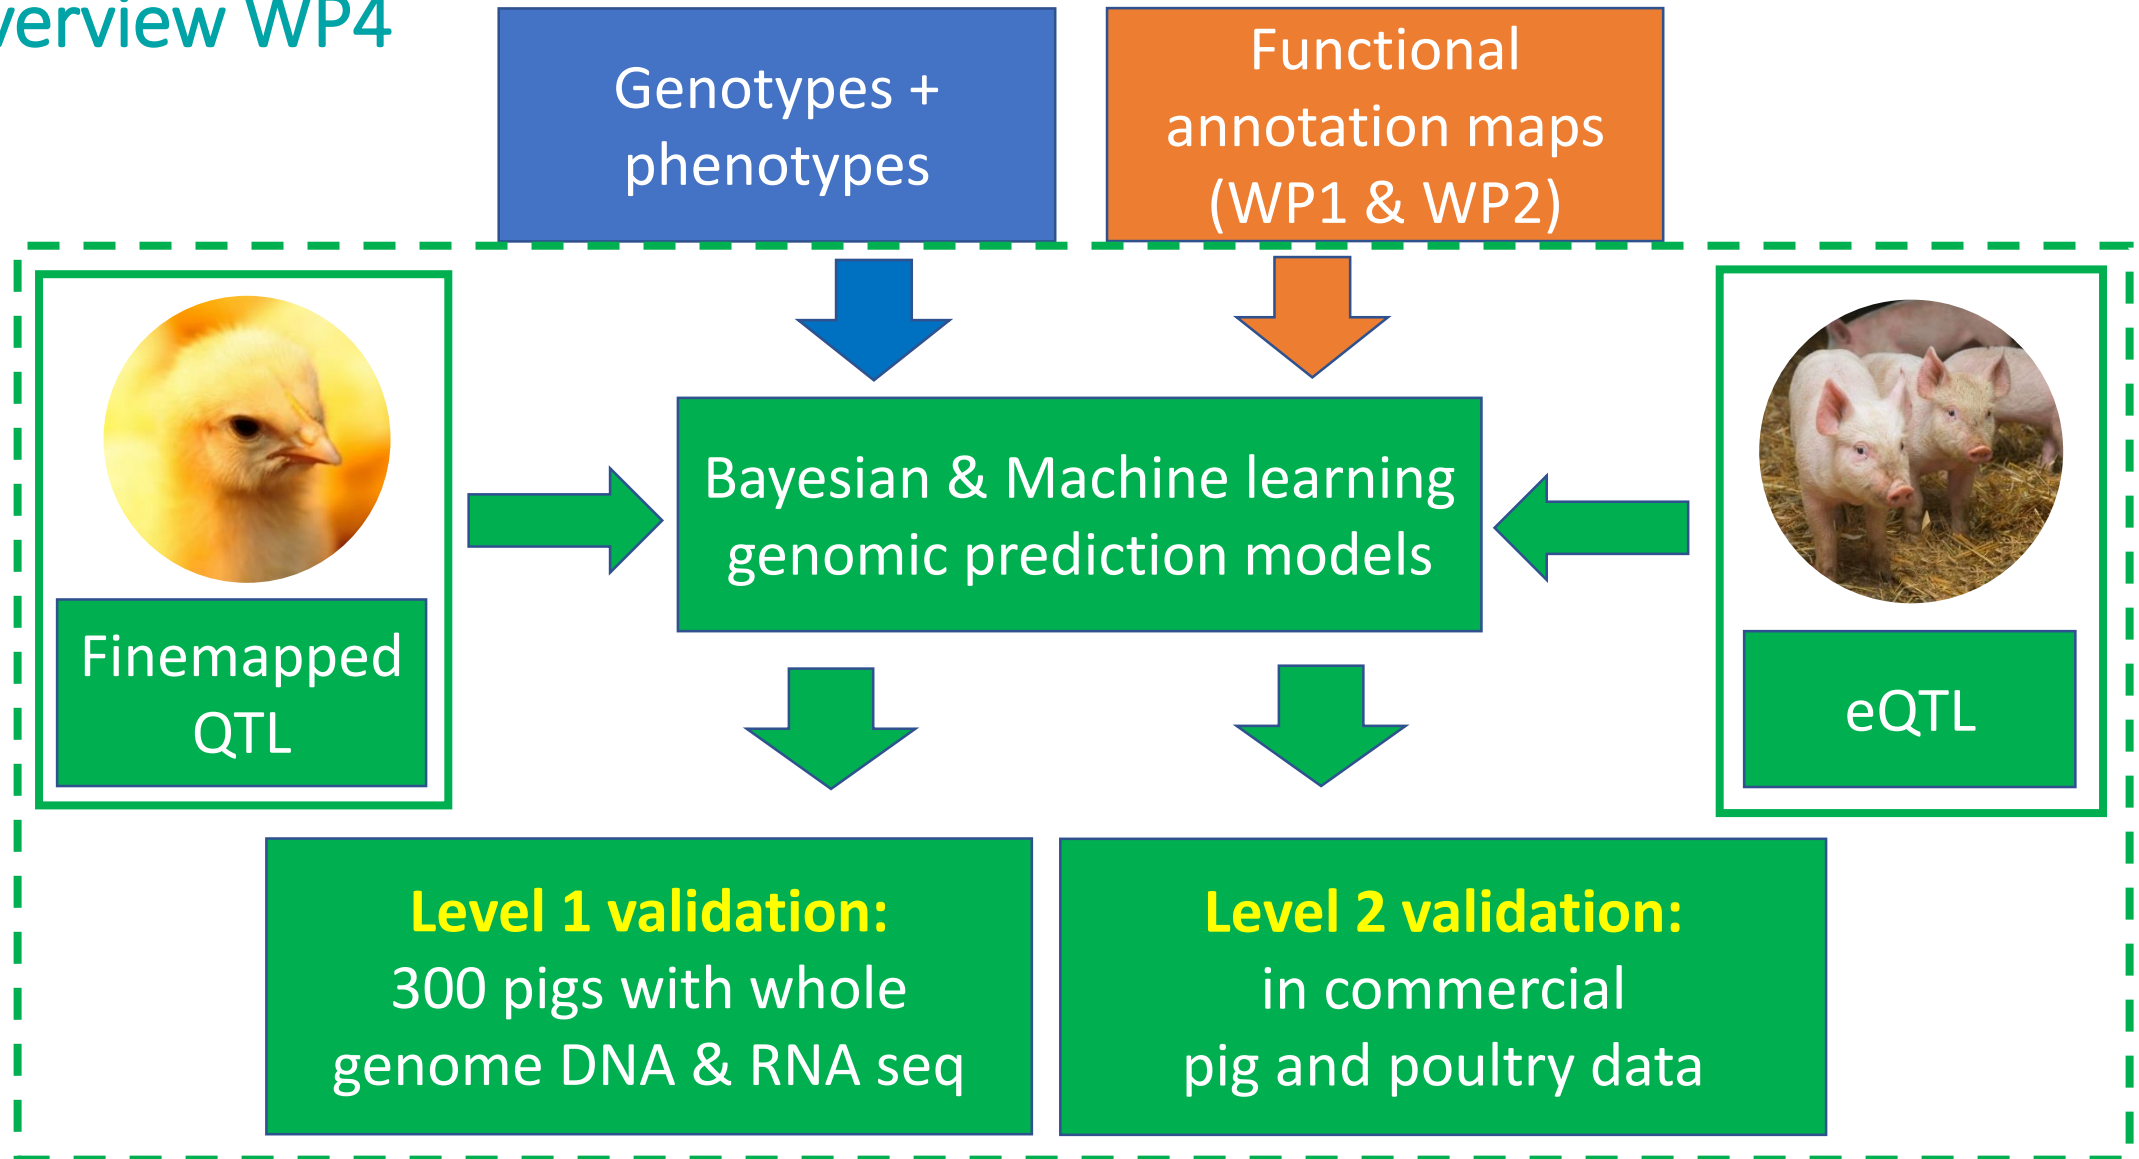 verview WP4
Genotypes +
phenotypes
Functional
annotation maps
(WP1 & WP2)
Bayesian & Machine learning
genomic prediction models
Finemapped
QTL
eQTL
Level 1 validation:
300 pigs with whole
genome DNA & RNA seq
Level 2 validation:
in commercial
pig and poultry data